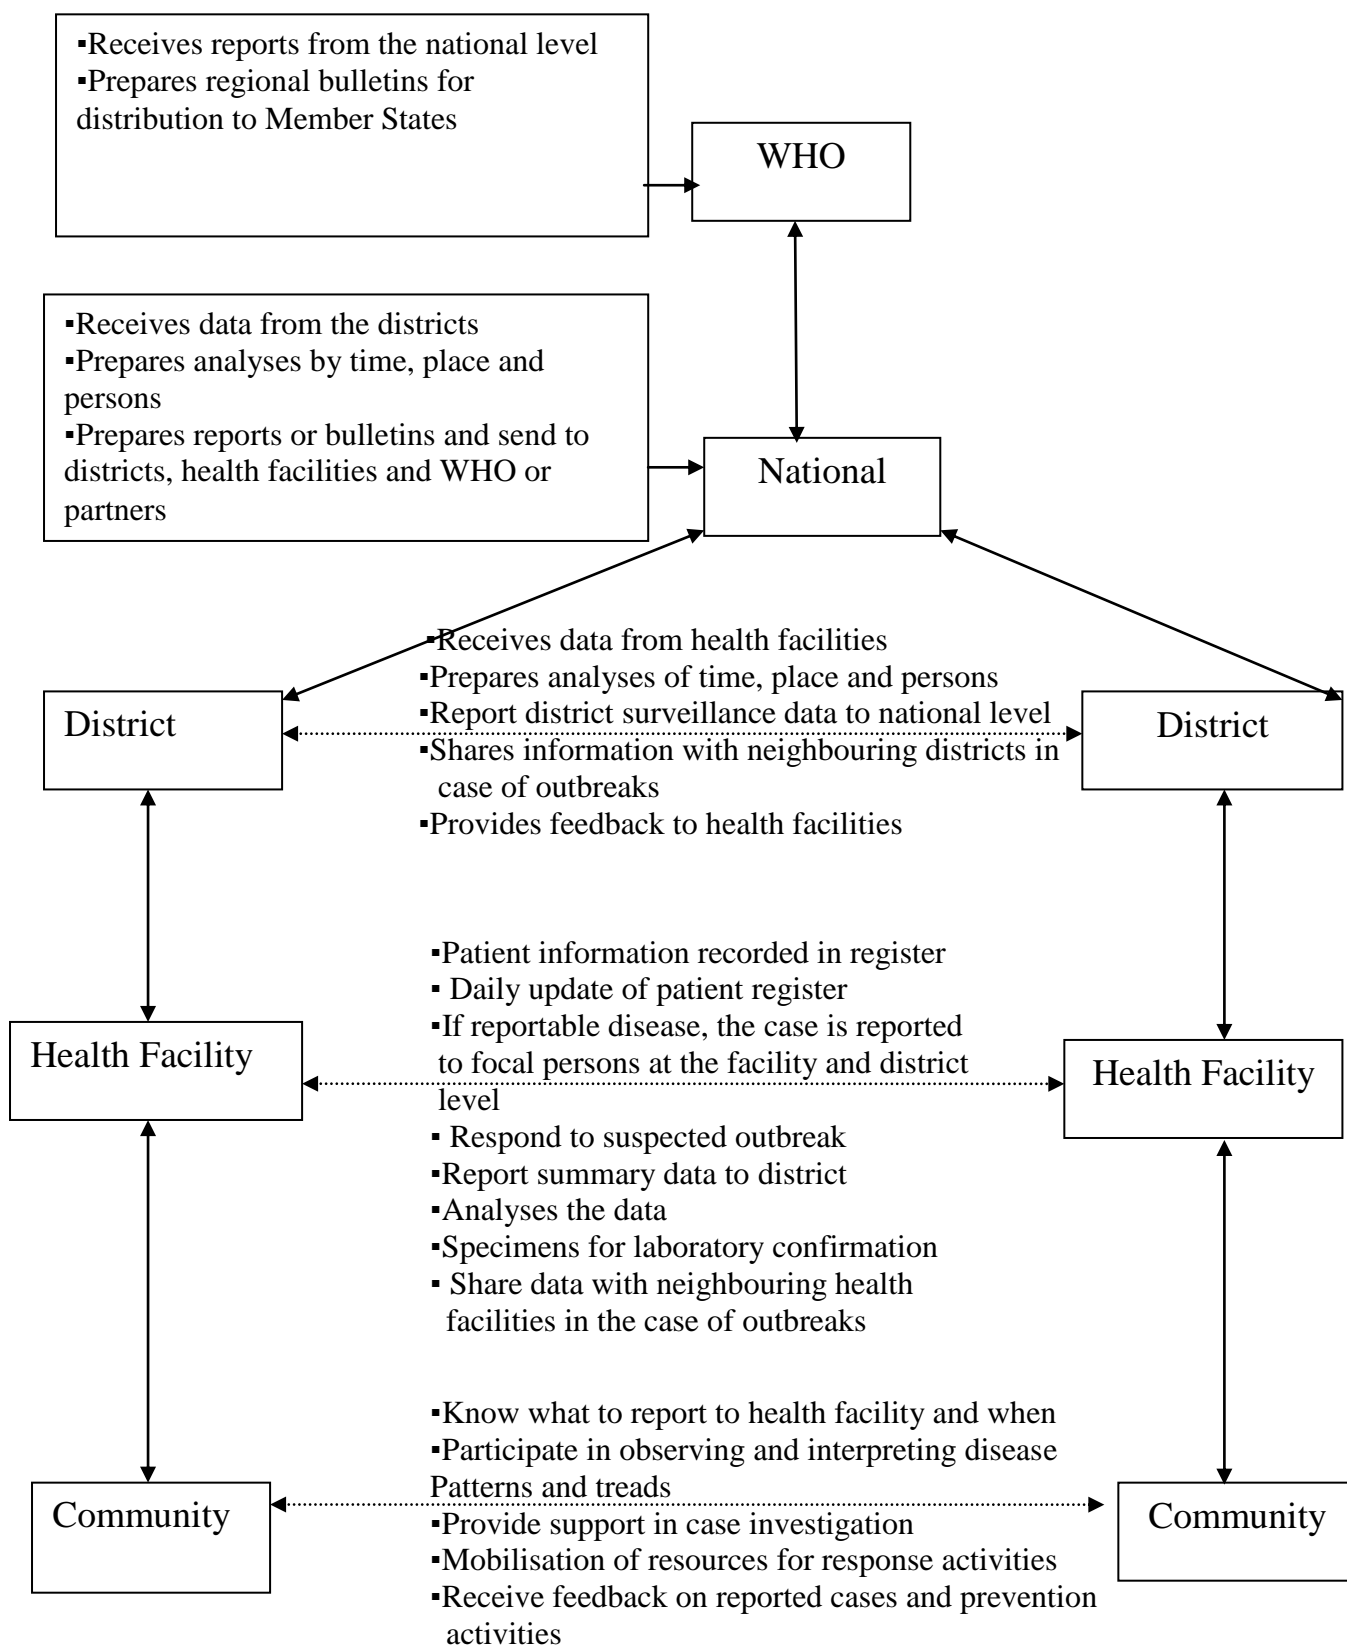 ▪Receives reports from the national level
▪Prepares regional bulletins for
distribution to Member States
WHO
▪Receives data from the districts
▪Prepares analyses by time, place and
persons
▪Prepares reports or bulletins and send to
districts, health facilities and WHO or
partners
National
▪Receives data from health facilities
▪Prepares analyses of time, place and persons
▪Report district surveillance data to national level
▪Shares information with neighbouring districts in
case of outbreaks
▪Provides feedback to health facilities
District
District
▪Patient information recorded in register
▪ Daily update of patient register
▪If reportable disease, the case is reported
to focal persons at the facility and district
level
▪ Respond to suspected outbreak
▪Report summary data to district
▪Analyses the data
▪Specimens for laboratory confirmation
▪ Share data with neighbouring health
facilities in the case of outbreaks
Health Facility
Health Facility
▪Know what to report to health facility and when
▪Participate in observing and interpreting disease
Patterns and treads
▪Provide support in case investigation
▪Mobilisation of resources for response activities
▪Receive feedback on reported cases and prevention
activities
Community
Community